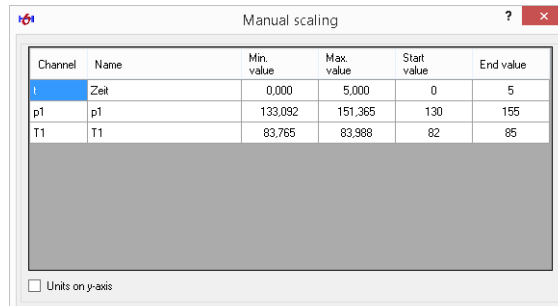 Manual scaling ? ×
Channel Name Min. value Max. value Start value End value
t Zeit 0,000 5,000 0 5
p1 p1 133,092 151,365 130 155
T1 T1 83,765 83,988 82 85
Units on y-axis